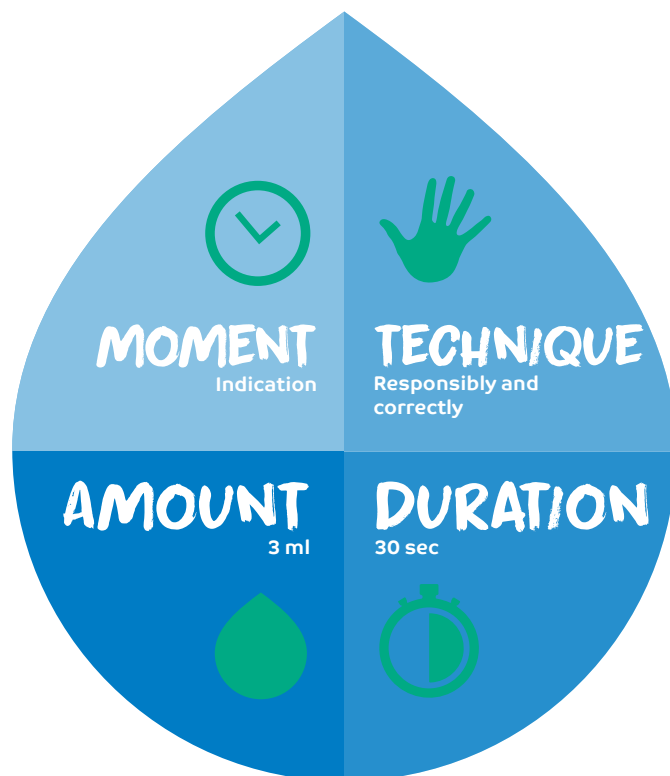 MOMENT
Indication
TECHNIQUE
Responsibly and
correctly
AMOUNT
3 ml
DURATION
30 sec